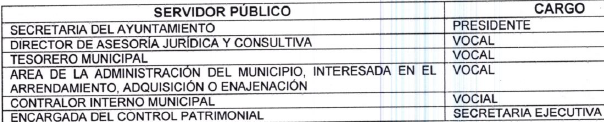 SERVIDOR PÚBLICO CARGO
SECRETARIA DEL AYUNTAMIENTO PRESIDENTE
DIRECTOR DE ASESORÍA JURÍDICA Y CONSULTIVA VOCAL
TESORERO MUNICIPAL VOCAL
AREA DE LA ADMINISTRACIÓN DEL MUNICIPIO, INTERESADA EN EL VOCAL
ARRENDAMIENTO, ADQUISICIÓN O ENAJENACIÓN
CONTRALOR INTERNO MUNICIPAL VOCIAL
ENCARGADA DEL CONTROL PATRIMONIAL SECRETARIA EJECUTIVA